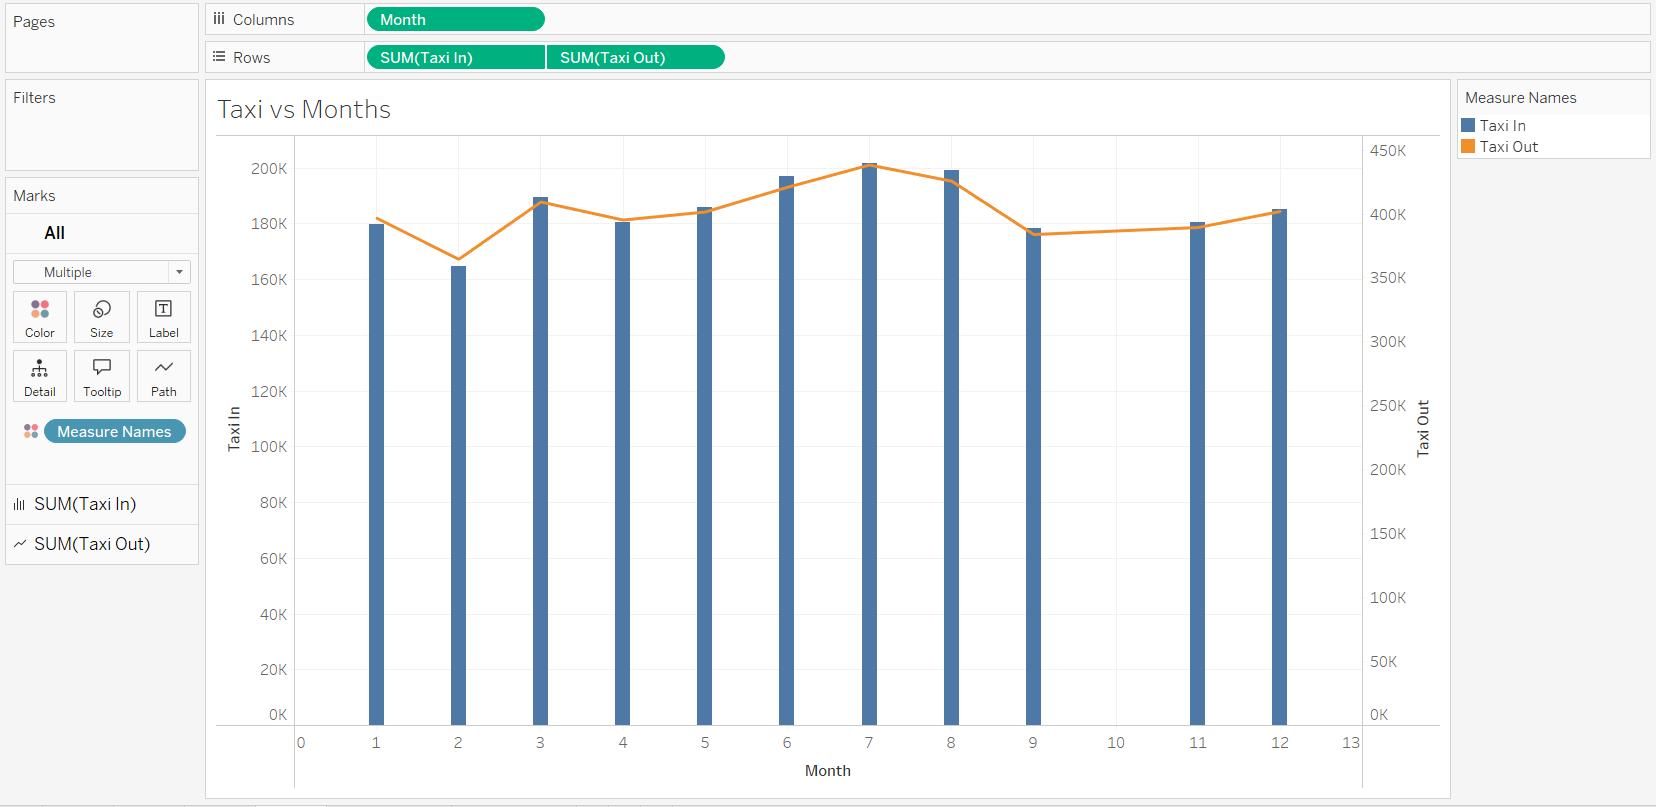 Pages
Columns
Month
Rows
SUM(Taxi In)
SUM(Taxi Out)
Filters
Marks
All
Multiple
Color
Size
Label
Detail
Tooltip
Path
Measure Names
SUM(Taxi In)
SUM(Taxi Out)
Taxi vs Months
200K
180K
160K
140K
120K
100K
80K
60K
40K
20K
0K
Taxi In
450K
400K
350K
300K
250K
200K
150K
100K
50K
0K
Taxi Out
0 1 2 3 4 5 6 7 8 9 10 11 12 13
Month
Measure Names
Taxi In
Taxi Out